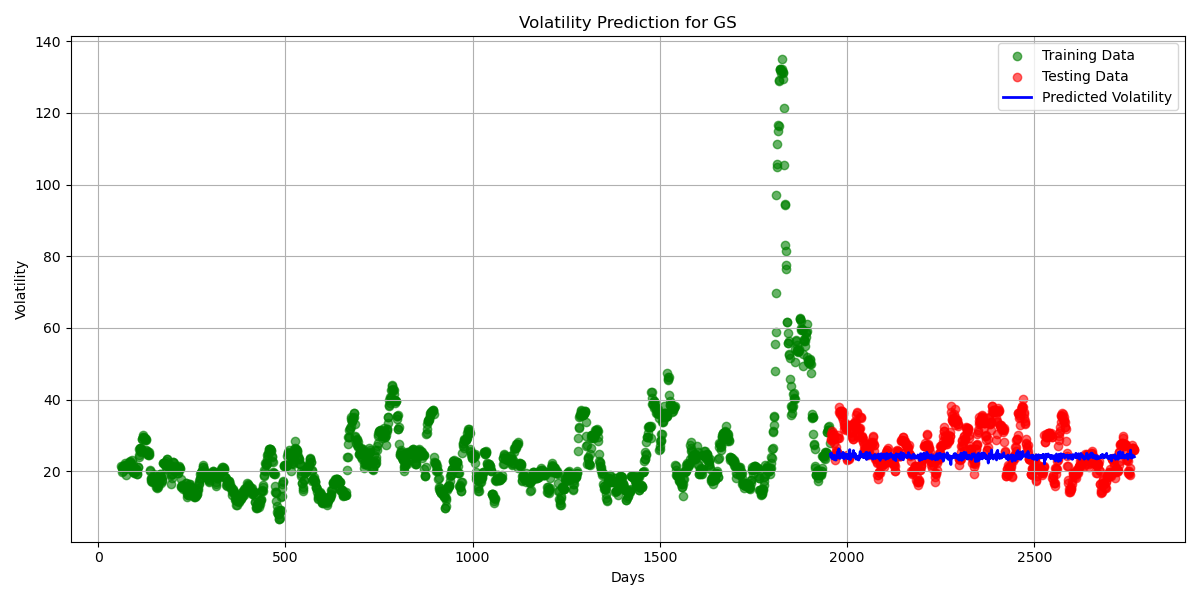 Volatility Prediction for GS
Training Data
Testing Data
Predicted Volatility
Volatility
140
120
100
80
60
40
20
0
500
1000
1500
2000
2500
Days